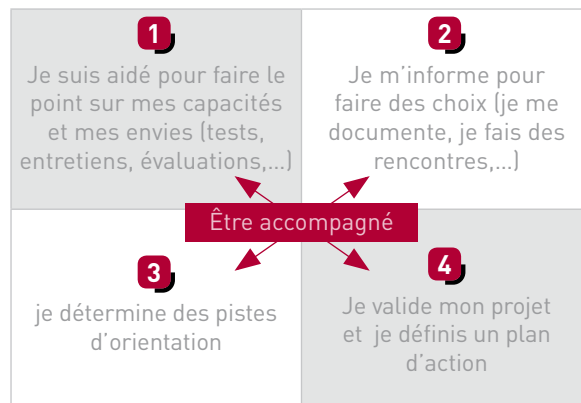 1
Je suis aidé pour faire le
point sur mes capacités
et mes envies (tests,
entretiens, évaluations,...)
2
Je m'informe pour
faire des choix (je me
documente, je fais des
rencontres,...)
Être accompagné
3
je détermine des pistes
d'orientation
4
Je valide mon projet
et je définis un plan
d'action